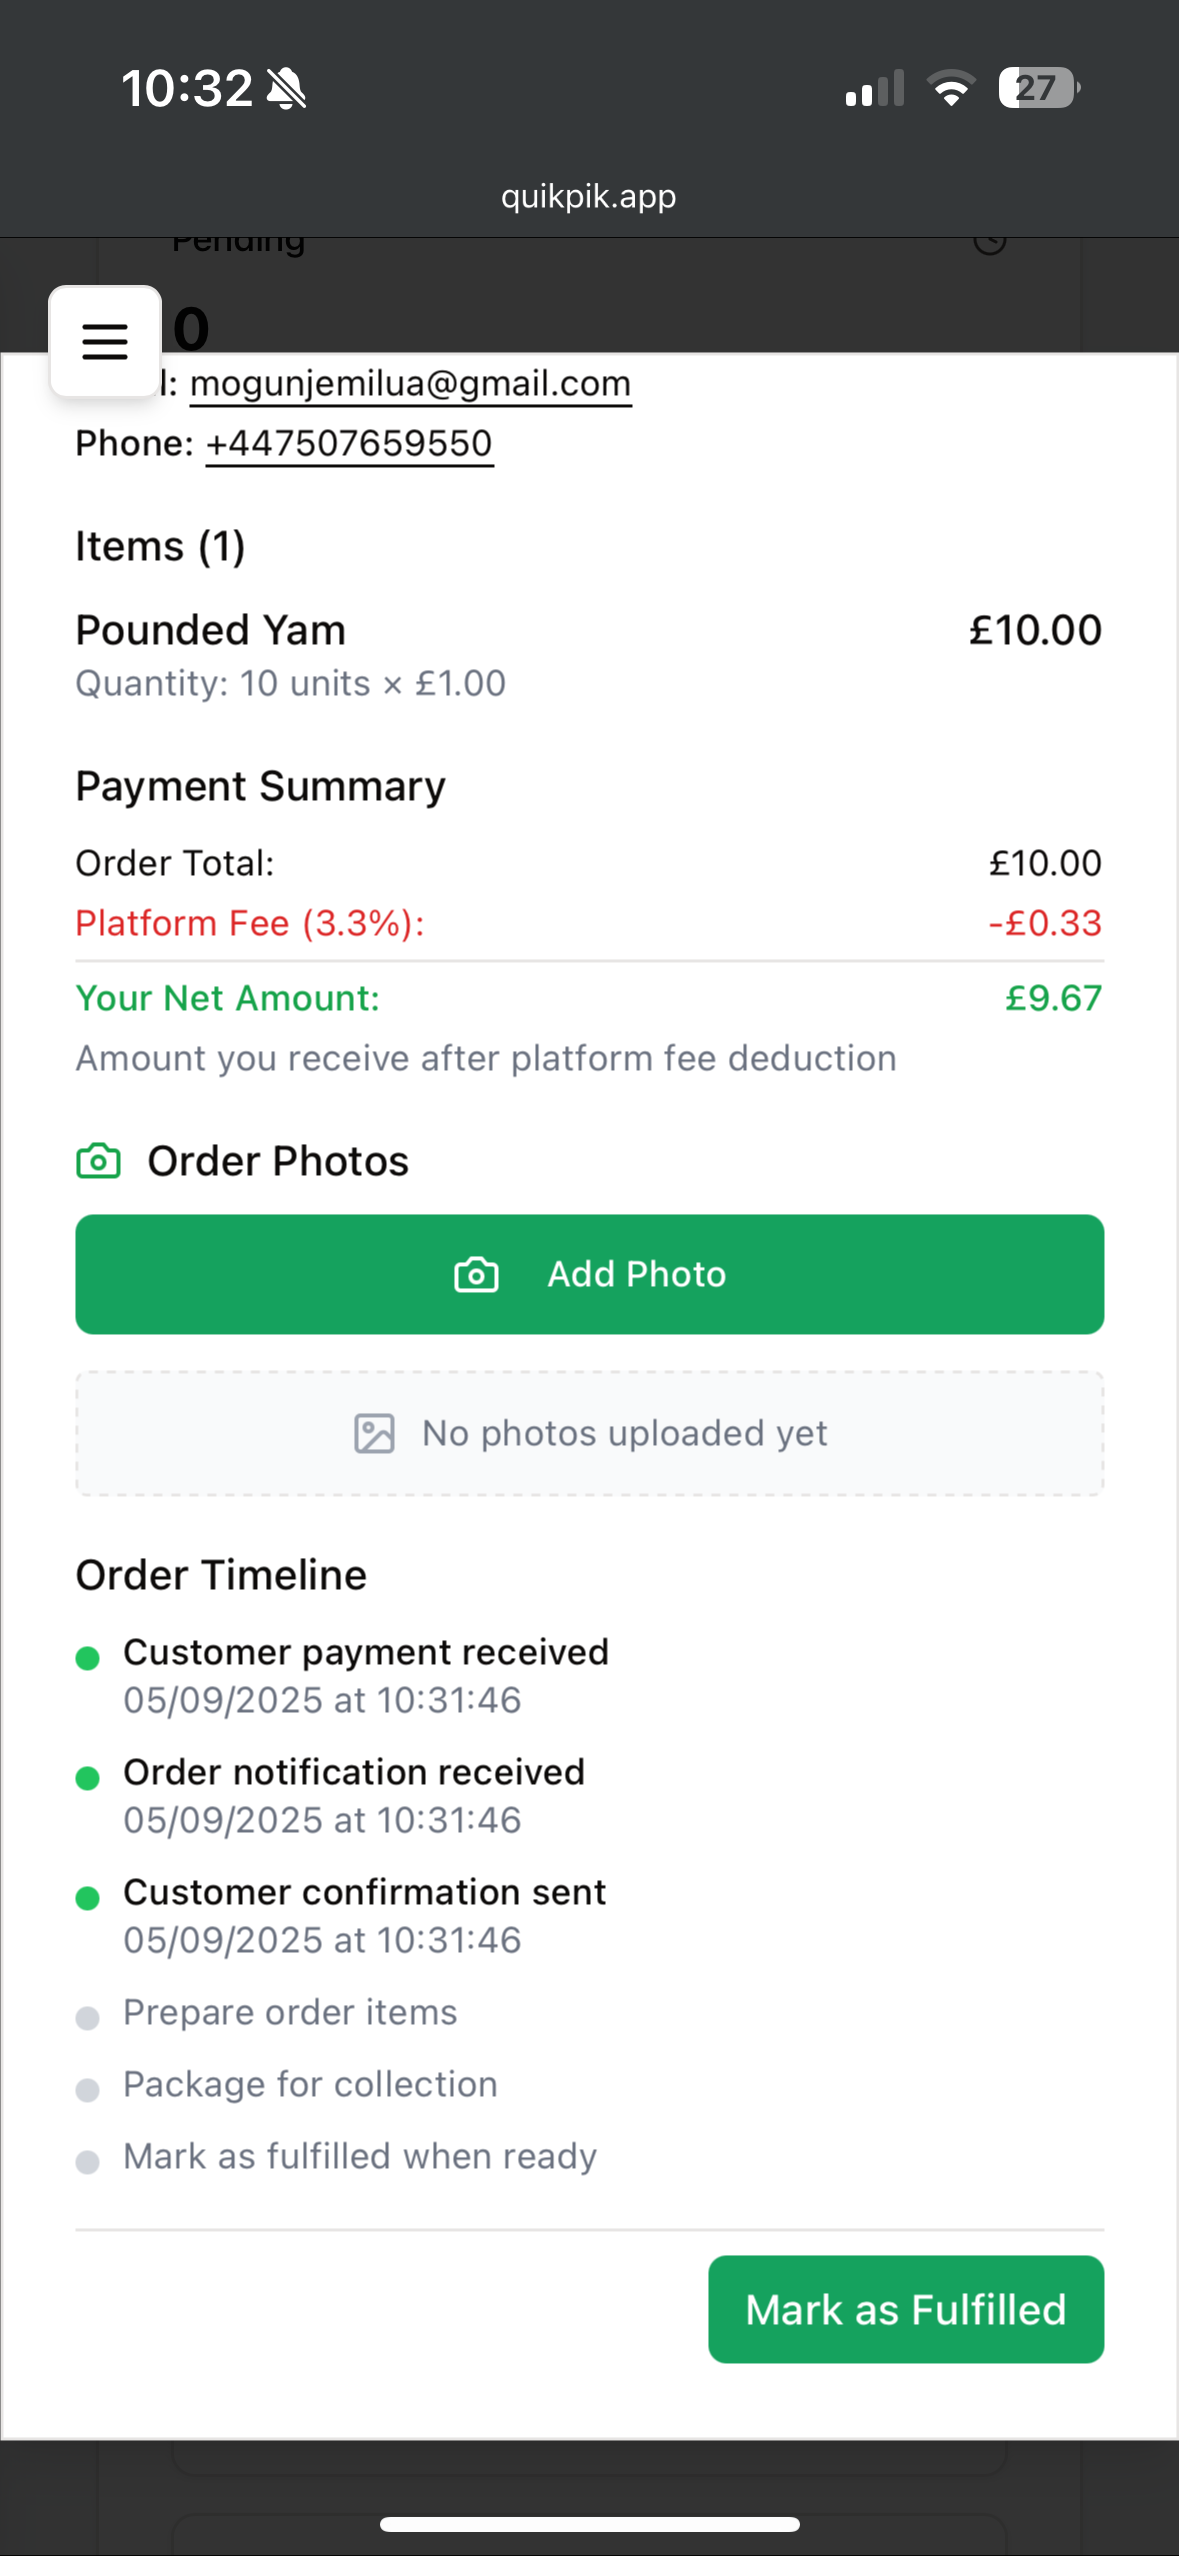 10:32
27
quikpik.app
Pending
0
l: mogunjemilua@gmail.com
Phone: +447507659550
Items (1)
Pounded Yam £10.00
Quantity: 10 units × £1.00
Payment Summary
Order Total: £10.00
Platform Fee (3.3%): -£0.33
Your Net Amount: £9.67
Amount you receive after platform fee deduction
Order Photos
Add Photo
No photos uploaded yet
Order Timeline
Customer payment received
05/09/2025 at 10:31:46
Order notification received
05/09/2025 at 10:31:46
Customer confirmation sent
05/09/2025 at 10:31:46
Prepare order items
Package for collection
Mark as fulfilled when ready
Mark as Fulfilled